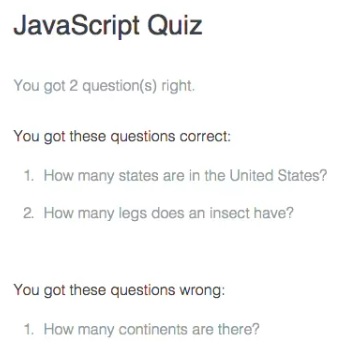 JavaScript Quiz
You got 2 question(s) right.
You got these questions correct:
1. How many states are in the United States?
2. How many legs does an insect have?
You got these questions wrong:
1. How many continents are there?